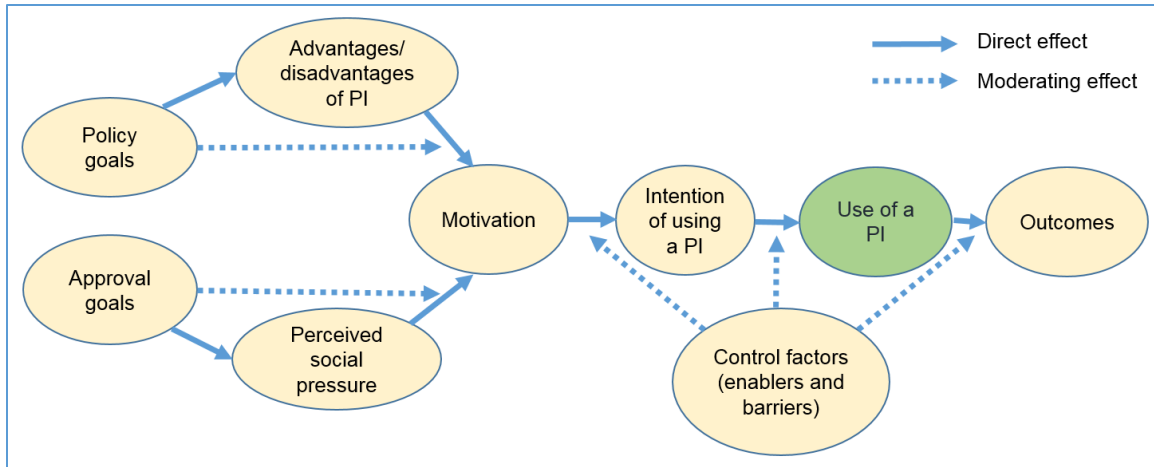 Direct effect
Moderating effect
Advantages/
disadvantages
of PI
Policy
goals
Motivation
Intention
of using
a PI
Use of a
PI
Outcomes
Approval
goals
Perceived
social
pressure
Control factors
(enablers and
barriers)